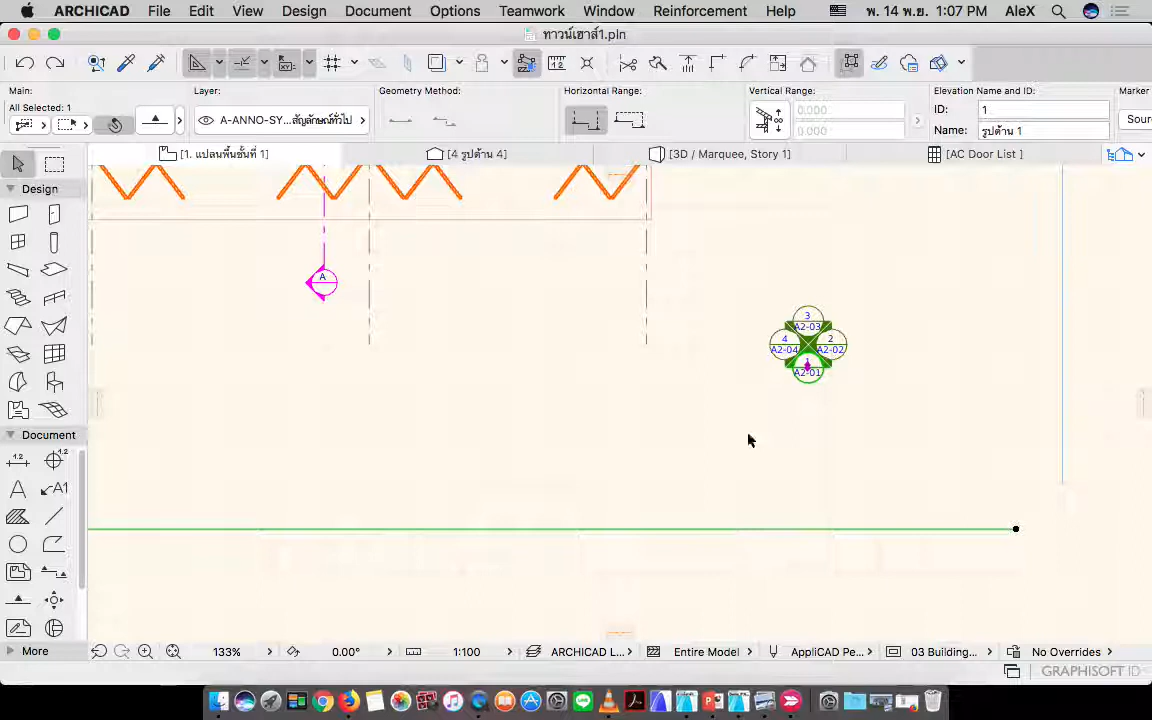 ARCHICAD File Edit View Design Document Options Teamwork Window Reinforcement Help พ. 14 พ.ย. 1:07 PM AleX
ทาวน์เฮาส์1.pln
Main: Layer: Geometry Method: Horizontal Range: Vertical Range: Elevation Name and ID: Marker
All Selected: 1
A-ANNO-SY...สัญลักษณ์ทั่วไป
0.000
0.000
ID: 1
Name: รูปด้าน 1
Sour
[1. แปลนพื้นชั้นที่ 1] [4 รูปด้าน 4] [3D / Marquee, Story 1] [AC Door List ]
Design
A
3
A2-03
4
A2-04
2
A2-02
1
A2-01
Document
1.2
1.2
A
A1
More
133% 0.00° 1:100 ARCHICAD L... Entire Model AppliCAD Pe... 03 Building... No Overrides
GRAPHISOFT ID